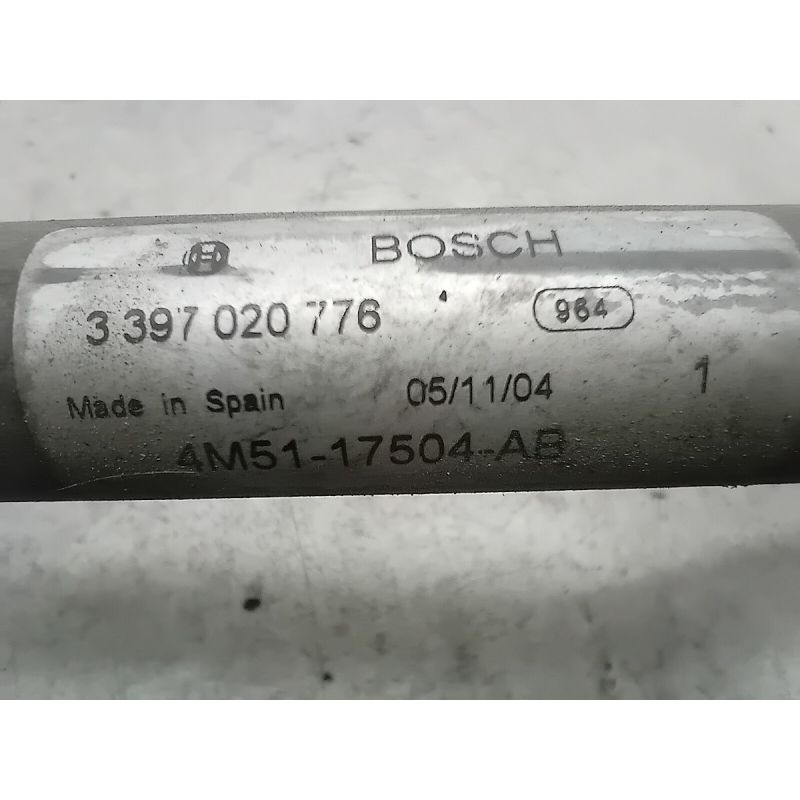 BOSCH
3 397 020 776 964
Made in Spain 05/11/04 1
4M51-17504-AB